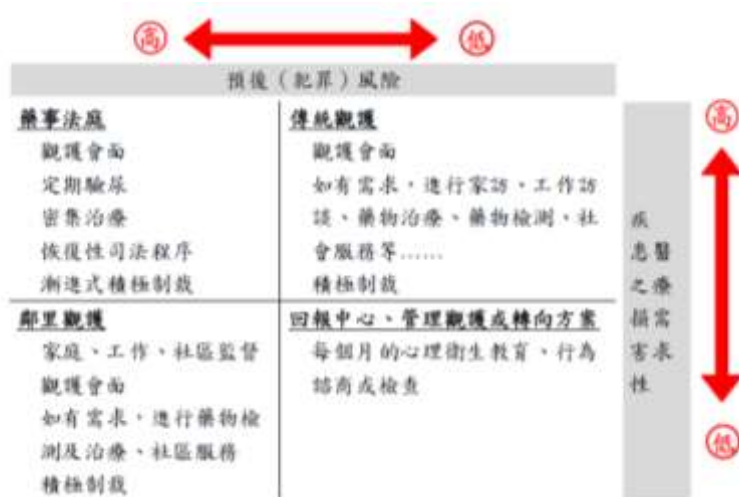 高 低
預後（犯罪）風險
藥事法庭
觀護會面
定期驗尿
密集治療
恢復性司法程序
漸進式積極制裁
傳統觀護
觀護會面
如有需求，進行家訪、工作訪
談、藥物治療、藥物檢測、社
會服務等……
積極制裁
鄰里觀護
家庭、工作、社區監督
觀護會面
如有需求，進行藥物檢
測及治療、社區服務
積極制裁
回報中心、管理觀護或轉向方案
每個月的心理衛生教育、行為
諮商或檢查
疾
患醫
之療
損需
害求
性
高
低